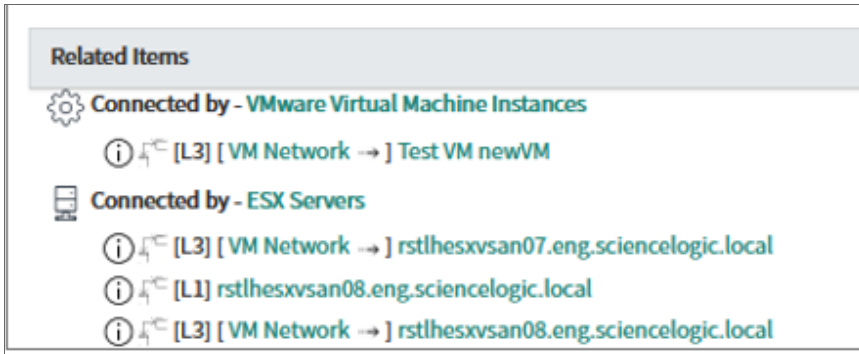 Related Items
Connected by - VMware Virtual Machine Instances
[L3] [ VM Network → ] Test VM newVM
Connected by - ESX Servers
[L3] [ VM Network → ] rstlhesxvsan07.eng.sciencelogic.local
[L1] rstlhesxvsan08.eng.sciencelogic.local
[L3] [ VM Network → ] rstlhesxvsan08.eng.sciencelogic.local